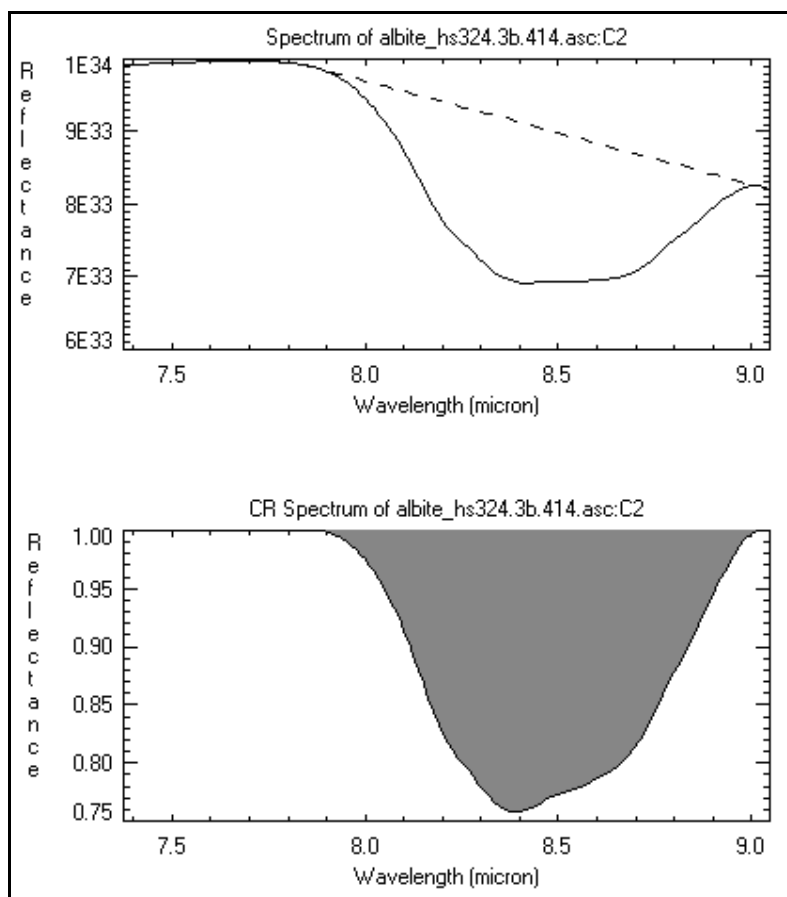 Spectrum of albite_hs324.3b.414.asc:C2
Reflectance
1E34
9E33
8E33
7E33
6E33
7.5 8.0 8.5 9.0
Wavelength (micron)
CR Spectrum of albite_hs324.3b.414.asc:C2
Reflectance
1.00
0.95
0.90
0.85
0.80
0.75
7.5 8.0 8.5 9.0
Wavelength (micron)